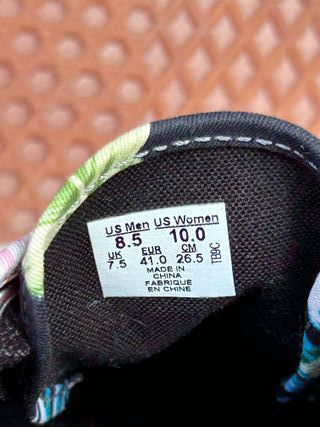 US Men US Women
8.5 10.0
UK EUR CM
7.5 41.0 26.5
MADE IN
CHINA
FABRIQUE
EN CHINE